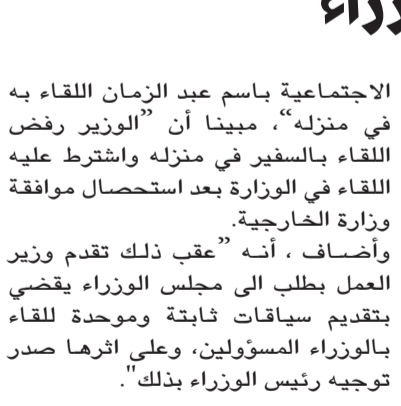 الاجتماعية باسم عبد الزمان اللقاء به
في منزله“، مبينا أن ”الوزير رفض
اللقاء بالسفير في منزله واشترط عليه
اللقاء في الوزارة بعد استحصال موافقة
وزارة الخارجية.
وأضاف ، أنه ”عقب ذلك تقدم وزير
العمل بطلب الى مجلس الوزراء يقضي
بتقديم سياقات ثابتة وموحدة للقاء
بالوزراء المسؤولين، وعلى اثرها صدر
توجيه رئيس الوزراء بذلك".